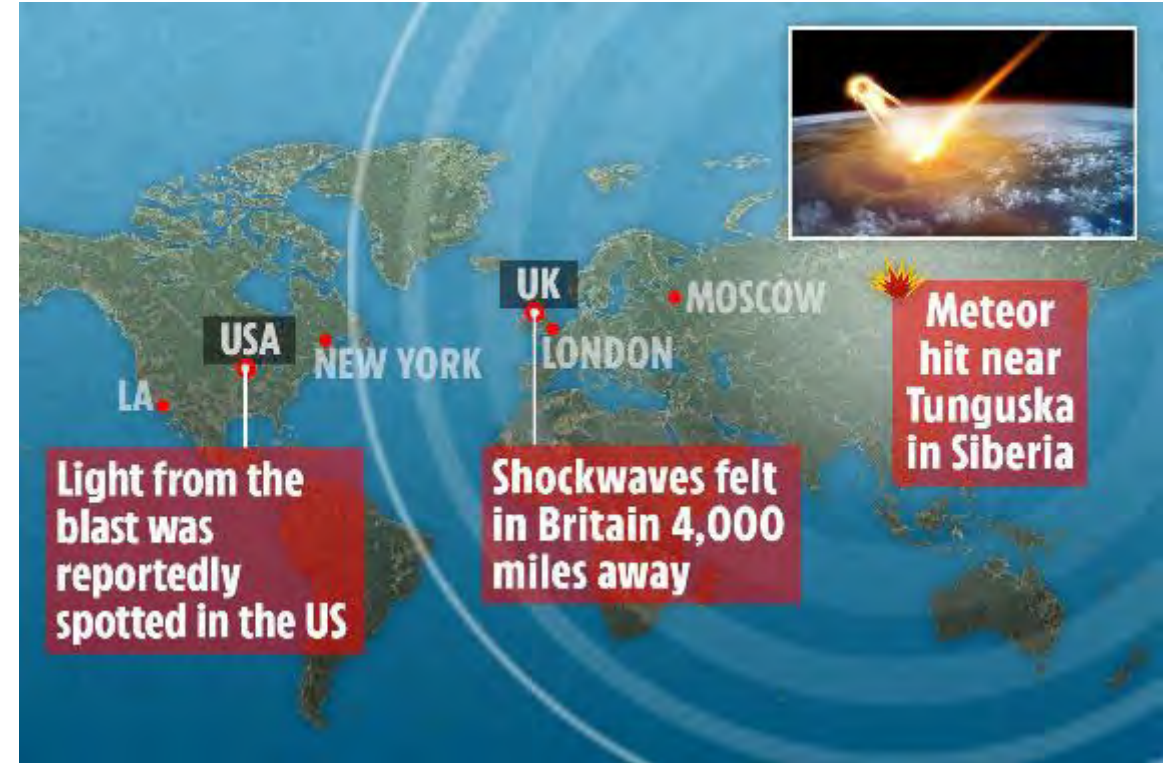 UK
MOSCOW
USA
LONDON
NEW YORK
LA
Meteor
hit near
Tunguska
in Siberia
Light from the
blast was
reportedly
spotted in the US
Shockwaves felt
in Britain 4,000
miles away